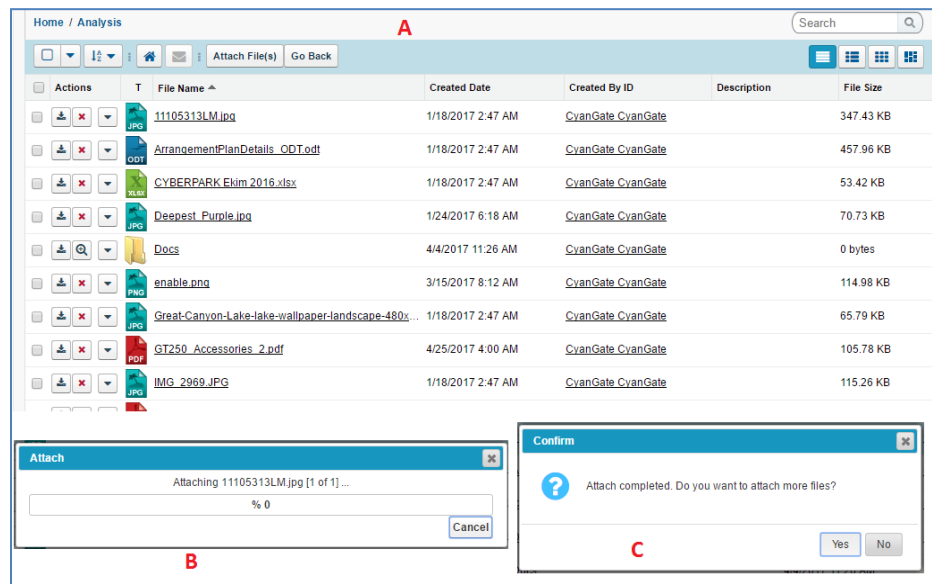 Home / Analysis
A
Search
Attach File(s) Go Back
Actions T File Name Created Date Created By ID Description File Size
JPG 11105313LM.jpg 1/18/2017 2:47 AM CyanGate CyanGate 347.43 KB
ODT ArrangementPlanDetails_ODT.odt 1/18/2017 2:47 AM CyanGate CyanGate 457.96 KB
XLSX CYBERPARK Ekim 2016.xlsx 1/18/2017 2:47 AM CyanGate CyanGate 53.42 KB
JPG Deepest_Purple.jpg 1/24/2017 6:18 AM CyanGate CyanGate 70.73 KB
Docs 4/4/2017 11:26 AM CyanGate CyanGate 0 bytes
PNG enable.png 3/15/2017 8:12 AM CyanGate CyanGate 114.98 KB
JPG Great-Canyon-Lake-lake-wallpaper-landscape-480x... 1/18/2017 2:47 AM CyanGate CyanGate 65.79 KB
PDF GT250_Accessories_2.pdf 4/25/2017 4:00 AM CyanGate CyanGate 105.78 KB
JPG IMG_2969.JPG 1/18/2017 2:47 AM CyanGate CyanGate 115.26 KB
Attach
Attaching 11105313LM.jpg [1 of 1] ...
% 0
Cancel
B
Confirm
Attach completed. Do you want to attach more files?
Yes No
C